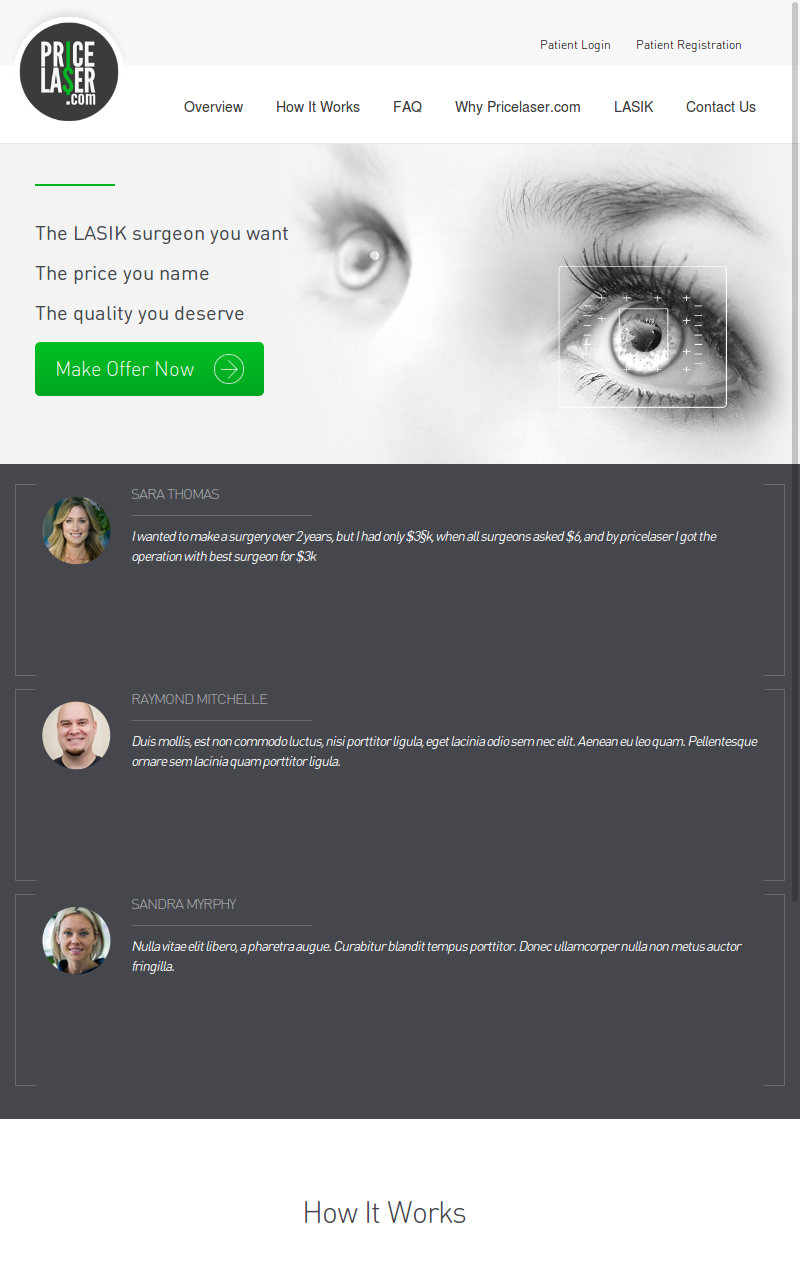 PRICE
LASER
.com
Patient Login Patient Registration
Overview How It Works FAQ Why Pricelaser.com LASIK Contact Us
The LASIK surgeon you want
The price you name
The quality you deserve
Make Offer Now
SARA THOMAS
I wanted to make a surgery over 2 years, but I had only $3§k, when all surgeons asked $6, and by pricelaser I got the
operation with best surgeon for $3k
RAYMOND MITCHELLE
Duis mollis, est non commodo luctus, nisi porttitor ligula, eget lacinia odio sem nec elit. Aenean eu leo quam. Pellentesque
ornare sem lacinia quam porttitor ligula.
SANDRA MYRPHY
Nulla vitae elit libero, a pharetra augue. Curabitur blandit tempus porttitor. Donec ullamcorper nulla non metus auctor
fringilla.
How It Works